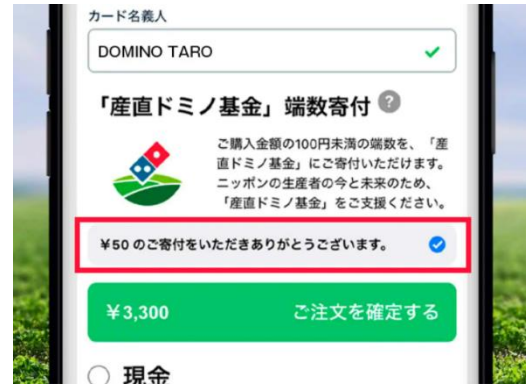 カード名義人
DOMINO TARO
「産直ドミノ基金」端数寄付 ?
ご購入金額の100円未満の端数を、「産
直ドミノ基金」にご寄付いただけます。
ニッポンの生産者の今と未来のため、
「産直ドミノ基金」をご支援ください。
¥50 のご寄付をいただきありがとうございます。
¥3,300 ご注文を確定する
現金